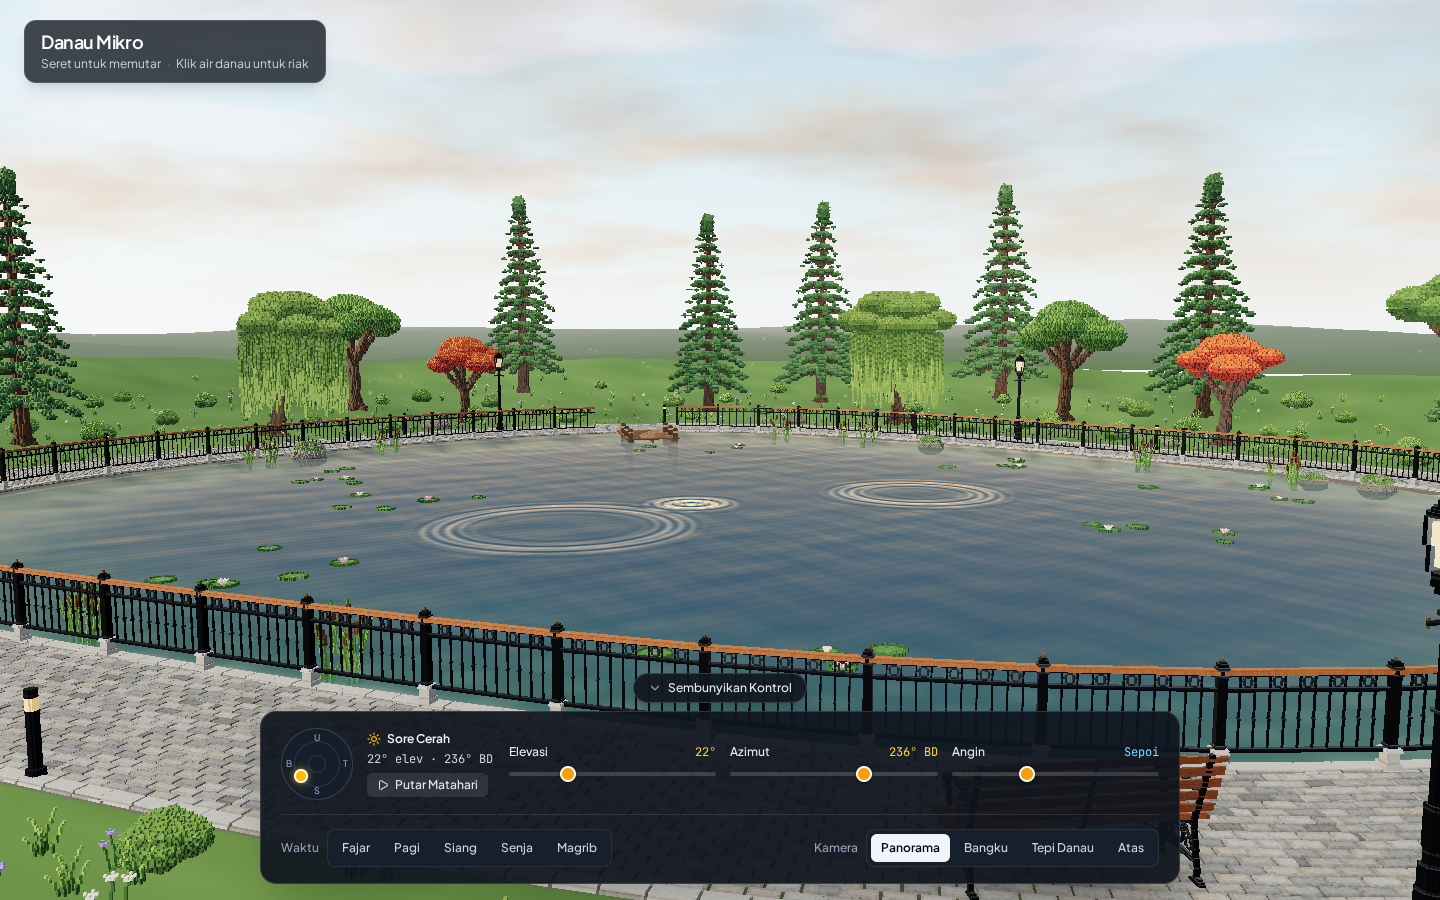 Danau Mikro
Seret untuk memutar · Klik air danau untuk riak
Sembunyikan Kontrol
U
B
T
S
Sore Cerah
22° elev · 236° BD
Putar Matahari
Elevasi 22°
Azimut 236° BD
Angin Sepoi
Waktu Fajar Pagi Siang Senja Magrib
Kamera Panorama Bangku Tepi Danau Atas